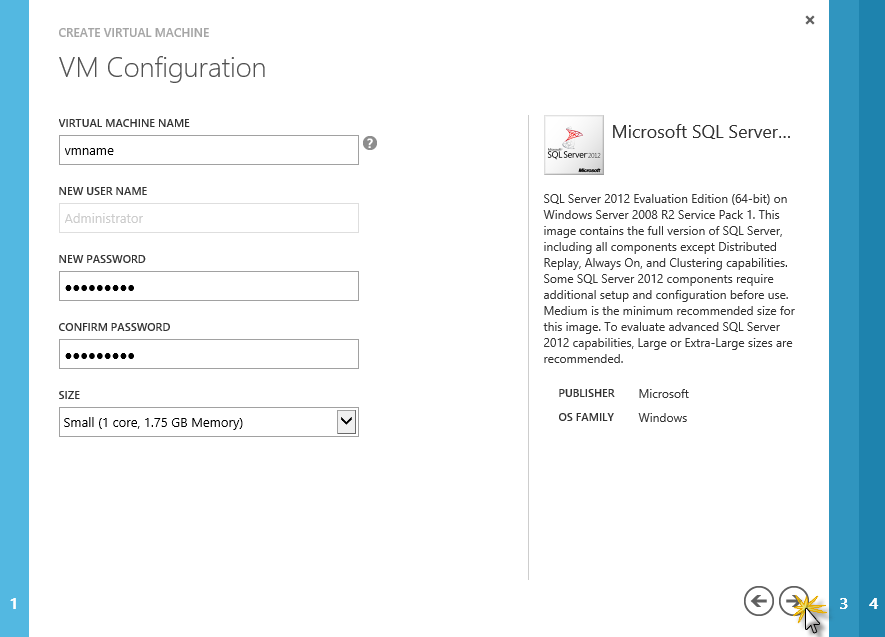 CREATE VIRTUAL MACHINE
VM Configuration
VIRTUAL MACHINE NAME
vmname
?
NEW USER NAME
Administrator
NEW PASSWORD
●●●●●●●●●
CONFIRM PASSWORD
●●●●●●●●●
SIZE
Small (1 core, 1.75 GB Memory)
Microsoft
SQL Server 2012
Microsoft
Microsoft SQL Server...
SQL Server 2012 Evaluation Edition (64-bit) on
Windows Server 2008 R2 Service Pack 1. This
image contains the full version of SQL Server,
including all components except Distributed
Replay, Always On, and Clustering capabilities.
Some SQL Server 2012 components require
additional setup and configuration before use.
Medium is the minimum recommended size for
this image. To evaluate advanced SQL Server
2012 capabilities, Large or Extra-Large sizes are
recommended.
PUBLISHER Microsoft
OS FAMILY Windows
1
3
4